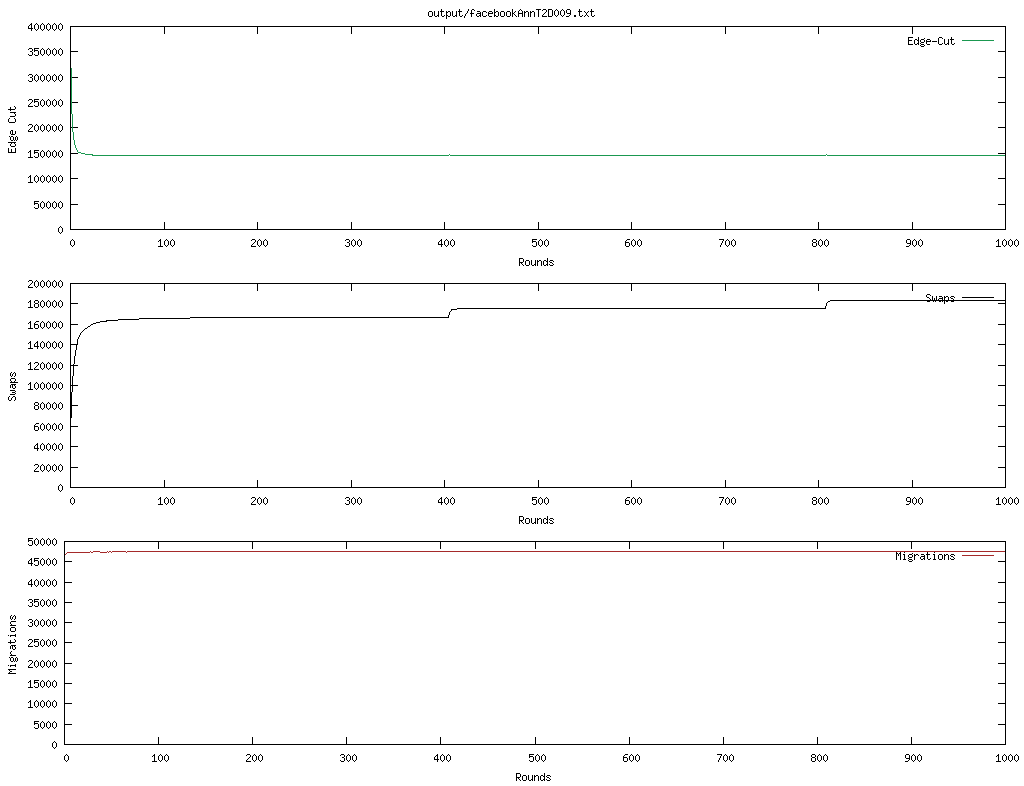 output/facebookAnnT2D009.txt
400000
350000
300000
250000
200000
150000
100000
50000
0
Edge Cut
Edge-Cut
0 100 200 300 400 500 600 700 800 900 1000
Rounds
200000
180000
160000
140000
120000
100000
80000
60000
40000
20000
0
Swaps
Swaps
0 100 200 300 400 500 600 700 800 900 1000
Rounds
50000
45000
40000
35000
30000
25000
20000
15000
10000
5000
0
Migrations
Migrations
0 100 200 300 400 500 600 700 800 900 1000
Rounds